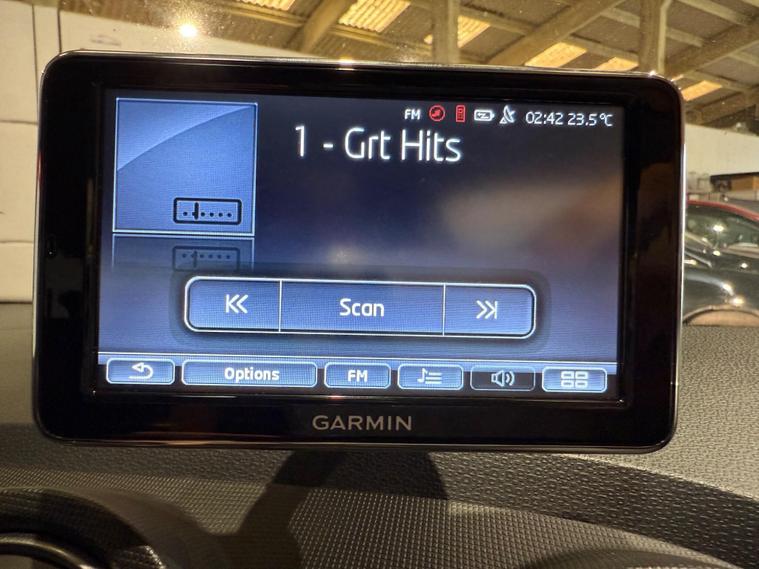 FM 02:42 23.5°C
1 - Grt Hits
Scan
Options FM
GARMIN